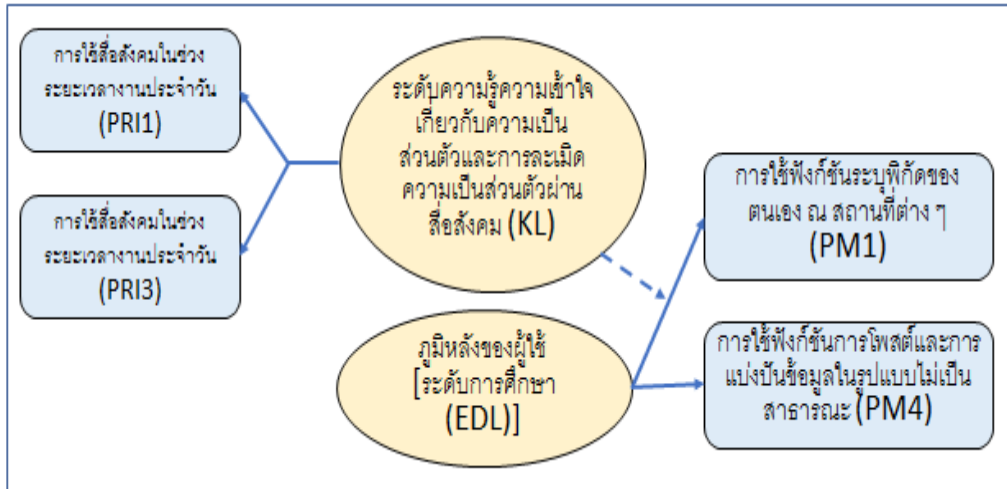 การใช้สื่อสังคมในช่วง
ระยะเวลางานประจำวัน
(PRI1)
การใช้สื่อสังคมในช่วง
ระยะเวลางานประจำวัน
(PRI3)
ระดับความรู้ความเข้าใจ
เกี่ยวกับความเป็น
ส่วนตัวและการละเมิด
ความเป็นส่วนตัวผ่าน
สื่อสังคม (KL)
ภูมิหลังของผู้ใช้
[ระดับการศึกษา
(EDL)]
การใช้ฟังก์ชันระบุพิกัดของ
ตนเอง ณ สถานที่ต่าง ๆ
(PM1)
การใช้ฟังก์ชันการโพสต์และการ
แบ่งปันข้อมูลในรูปแบบไม่เป็น
สาธารณะ (PM4)